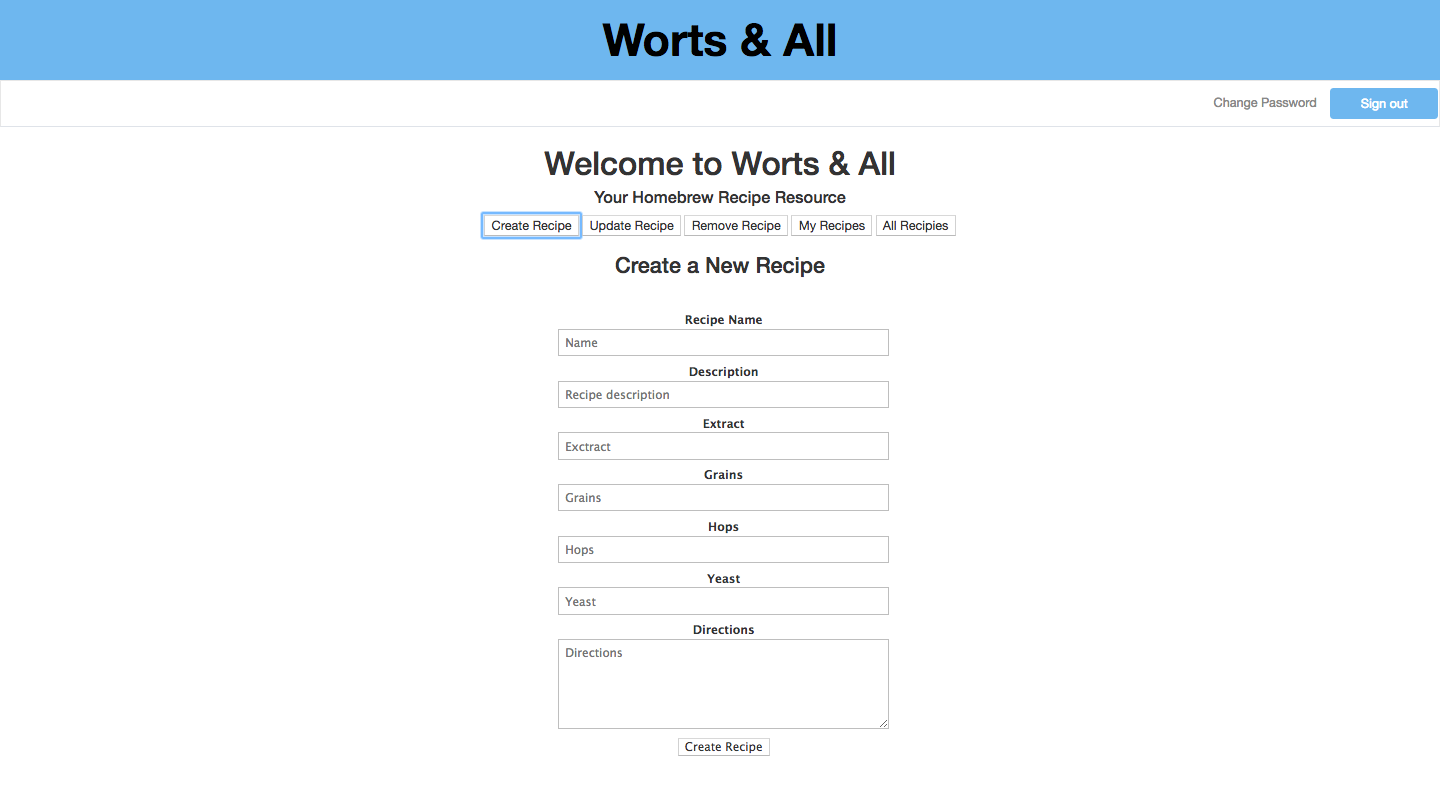 Worts & All
Change Password Sign out
Welcome to Worts & All
Your Homebrew Recipe Resource
Create Recipe Update Recipe Remove Recipe My Recipes All Recipies
Create a New Recipe
Recipe Name
Name
Description
Recipe description
Extract
Exctract
Grains
Grains
Hops
Hops
Yeast
Yeast
Directions
Directions
Create Recipe